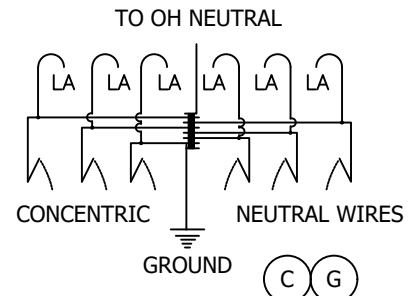 TO OH NEUTRAL
LA LA LA LA LA LA
CONCENTRIC NEUTRAL WIRES
GROUND
C G